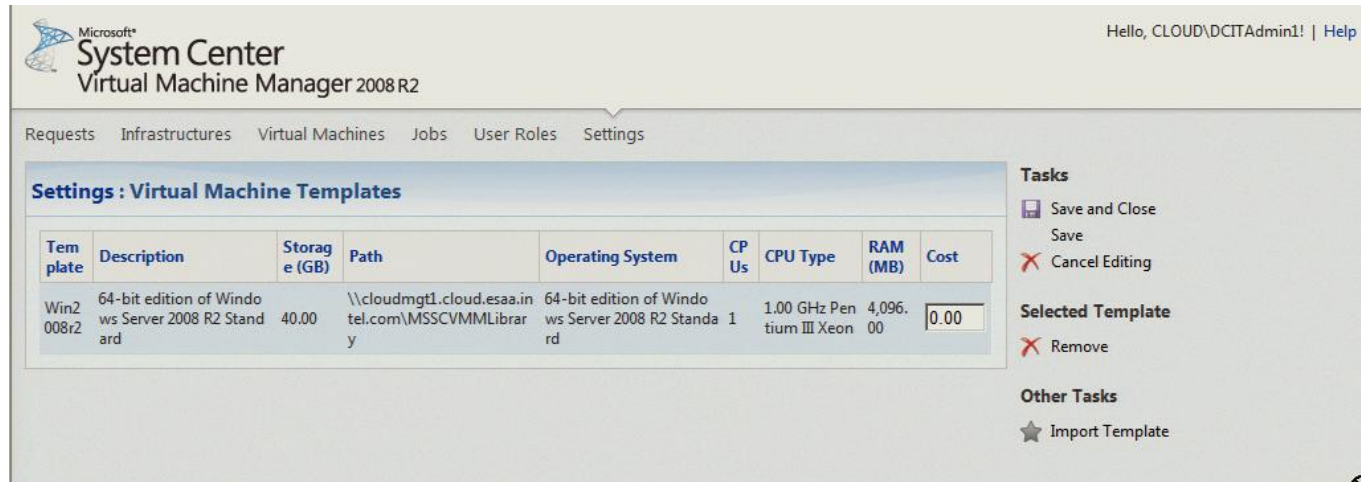 Microsoft®
System Center
Virtual Machine Manager 2008 R2
Hello, CLOUD\DCITAdmin1! | Help
Requests Infrastructures Virtual Machines Jobs User Roles Settings
Settings : Virtual Machine Templates
Tem
plate
Description
Storag
e (GB)
Path
Operating System
CP
Us
CPU Type
RAM
(MB)
Cost
Win2
008r2
64-bit edition of Windo
ws Server 2008 R2 Stand
ard
40.00
\\cloudmgt1.cloud.esaa.in
tel.com\MSSCVMMLibrar
y
64-bit edition of Windo
ws Server 2008 R2 Standa
rd
1
1.00 GHz Pen
tium III Xeon
4,096.
00
0.00
Tasks
Save and Close
Save
Cancel Editing
Selected Template
Remove
Other Tasks
Import Template